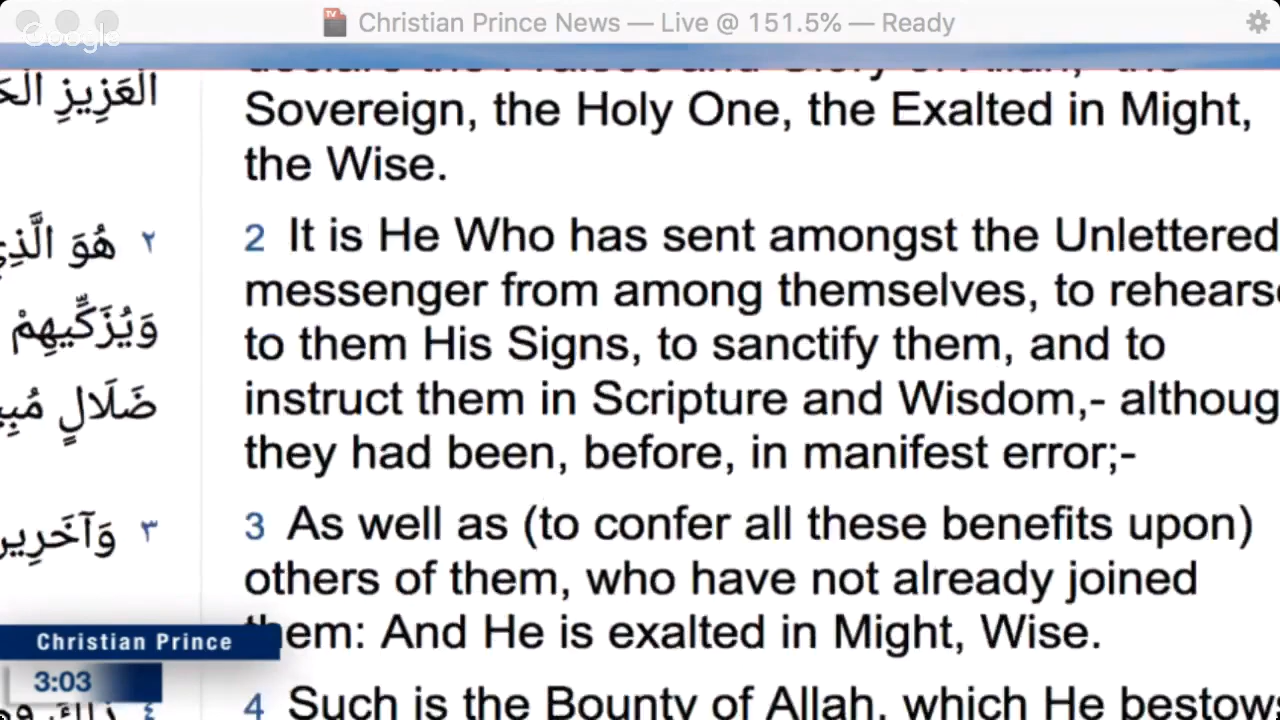 Christian Prince News — Live @ 151.5% — Ready
Google
Sovereign, the Holy One, the Exalted in Might,
the Wise.
2 It is He Who has sent amongst the Unlettered
messenger from among themselves, to rehearse
to them His Signs, to sanctify them, and to
instruct them in Scripture and Wisdom,- althoug
they had been, before, in manifest error;-
3 As well as (to confer all these benefits upon)
others of them, who have not already joined
them: And He is exalted in Might, Wise.
4 Such is the Bounty of Allah, which He bestows
الْعَزِيزِ
٢ هُوَ الَّذِي
وَيُزَكِّيهِمْ
ضَلَالٍ
٣
Christian Prince
3:03